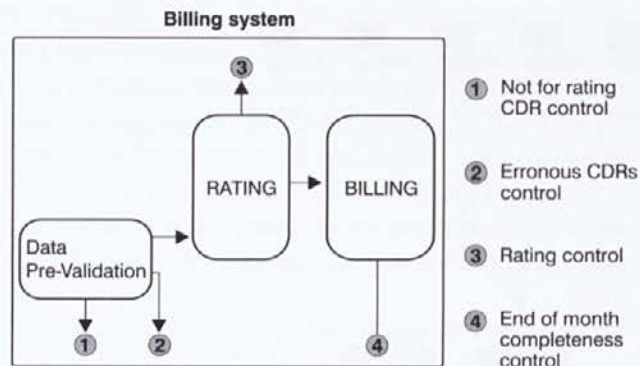 Billing system
3
RATING
BILLING
Data
Pre-Validation
1
2
4
1 Not for rating
CDR control
2 Erronous CDRs
control
3 Rating control
4 End of month
completeness
control